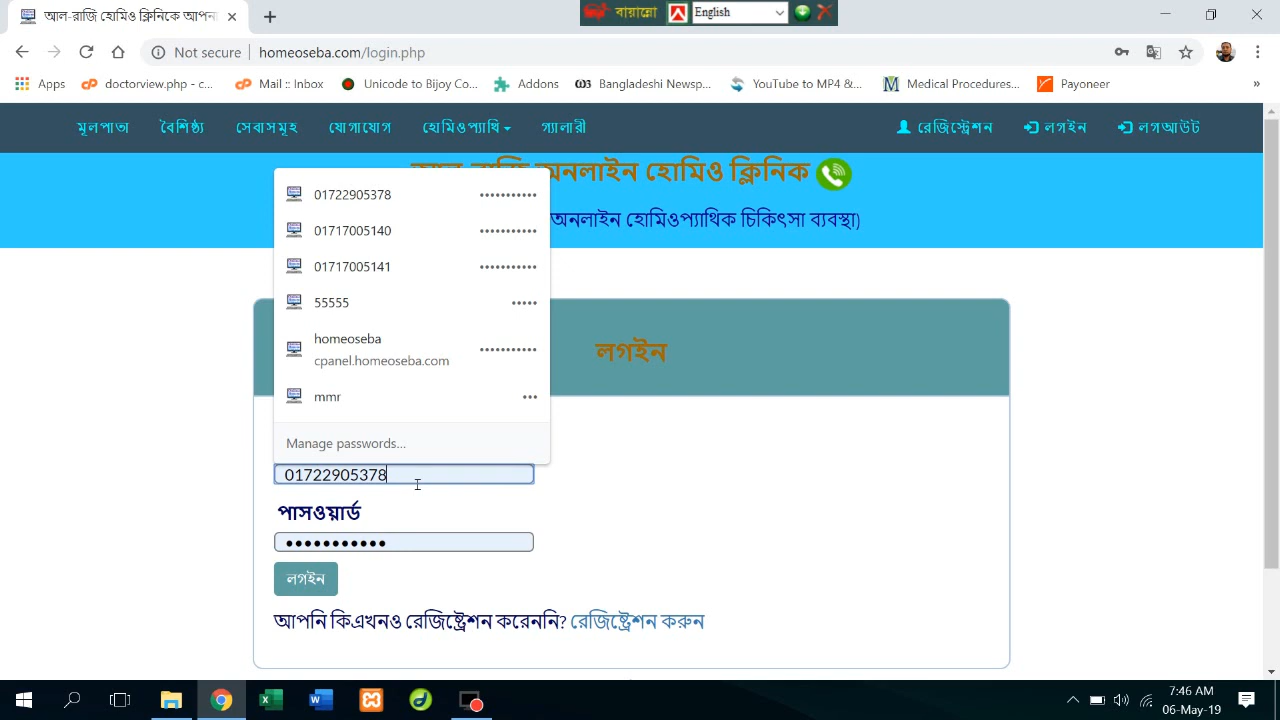 আল-রাজি হোমিও ক্লিনিকে আপন
বায়ান্নো
English
Not secure
homeoseba.com/login.php
Apps
doctorview.php - c...
Mail :: Inbox
Unicode to Bijoy Co...
Addons
Bangladeshi Newsp...
YouTube to MP4 &...
Medical Procedures...
Payoneer
মূলপাতা
বৈশিষ্ঠ্য
সেবাসমূহ
যোগাযোগ
হোমিওপ্যাথি
গ্যালারী
রেজিস্ট্রেশন
লগইন
লগআউট
অনলাইন হোমিও ক্লিনিক
অনলাইন হোমিওপ্যাথিক চিকিৎসা ব্যবস্থা)
01722905378 •••••••••••
01717005140 •••••••••••
01717005141 •••••••••••
55555 •••••
homeoseba •••••••••••
cpanel.homeoseba.com
mmr •••
Manage passwords...
লগইন
01722905378
পাসওয়ার্ড
•••••••••••
লগইন
আপনি কিএখনও রেজিষ্ট্রেশন করেননি? রেজিষ্ট্রেশন করুন
7:46 AM
06-May-19